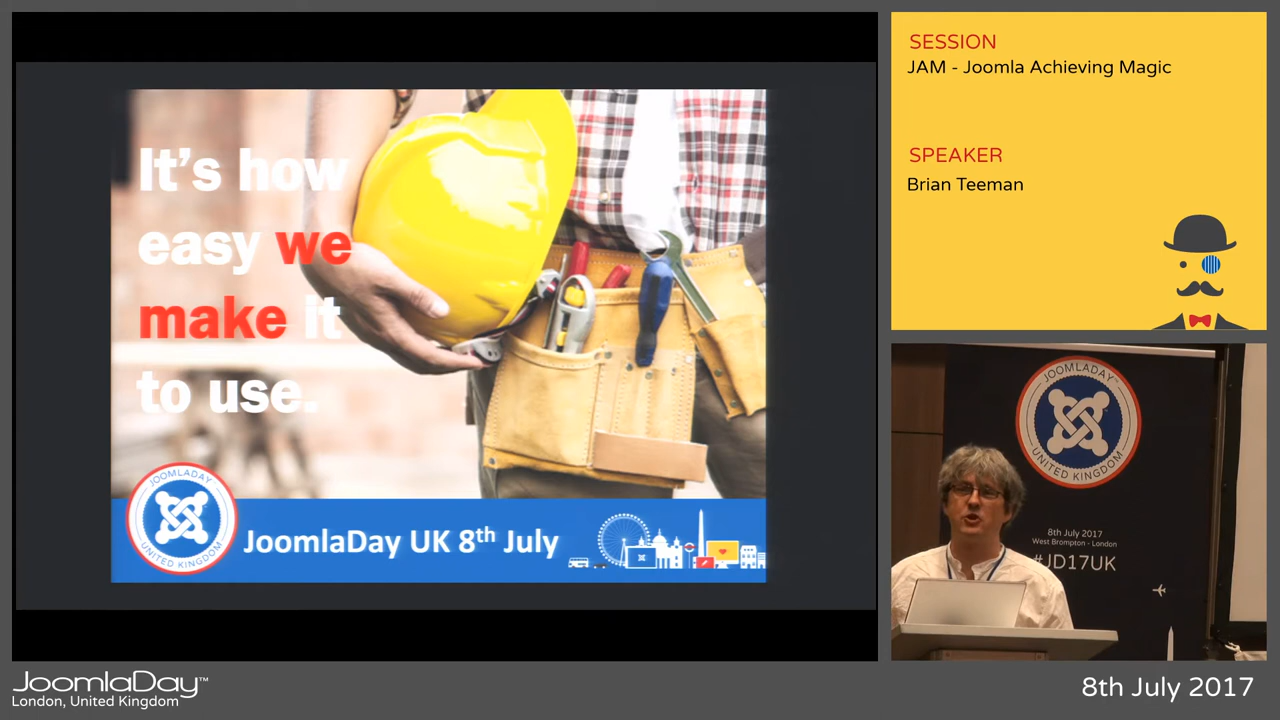 It's how
easy we
make it
to use.
JOOMLADAY
UNITED KINGDOM
JoomlaDay UK 8th July
SESSION
JAM - Joomla Achieving Magic
SPEAKER
Brian Teeman
JOOMLADAY™
UNITED KINGDOM
8th July 2017
West Brompton - London
#JD17UK
JoomlaDay™
London, United Kingdom
8th July 2017